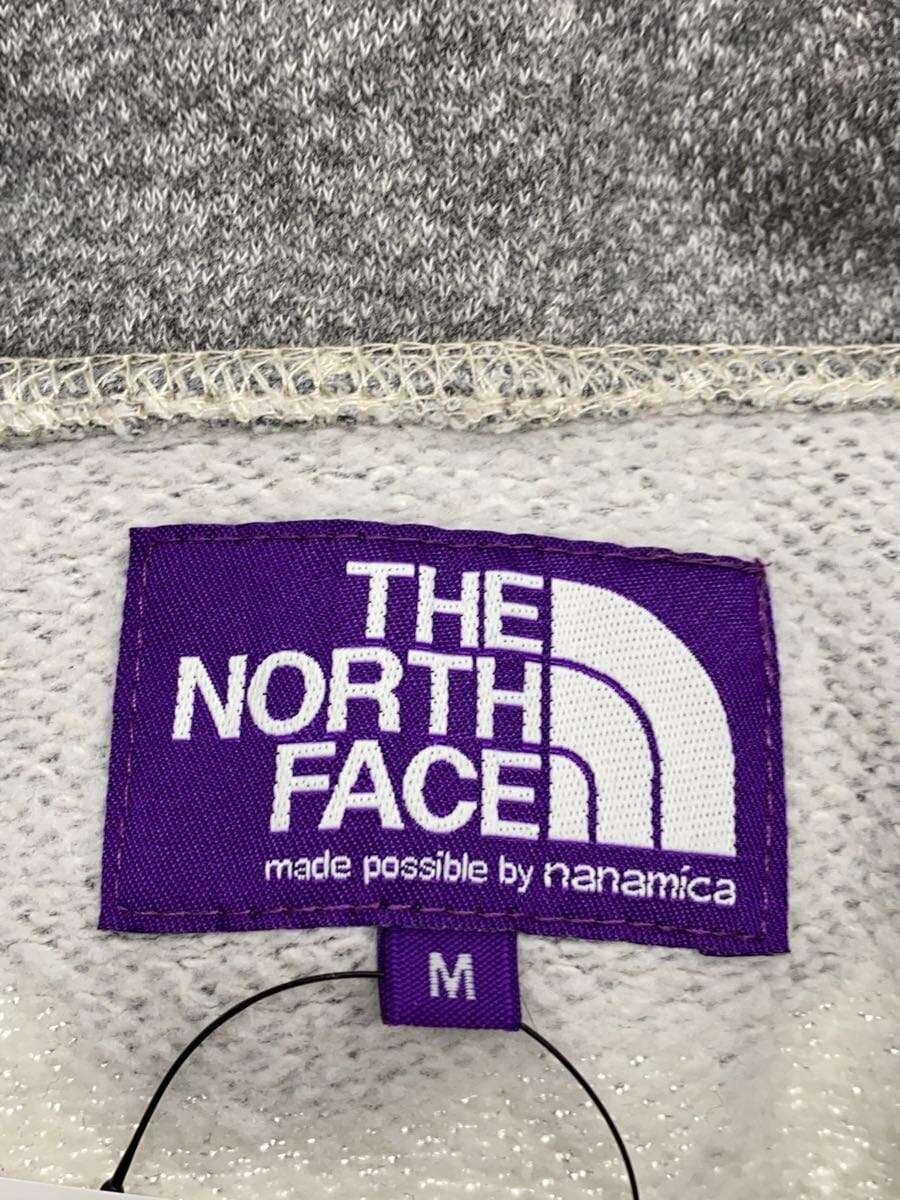 THE
NORTH
FACE
made possible by nanamica
M